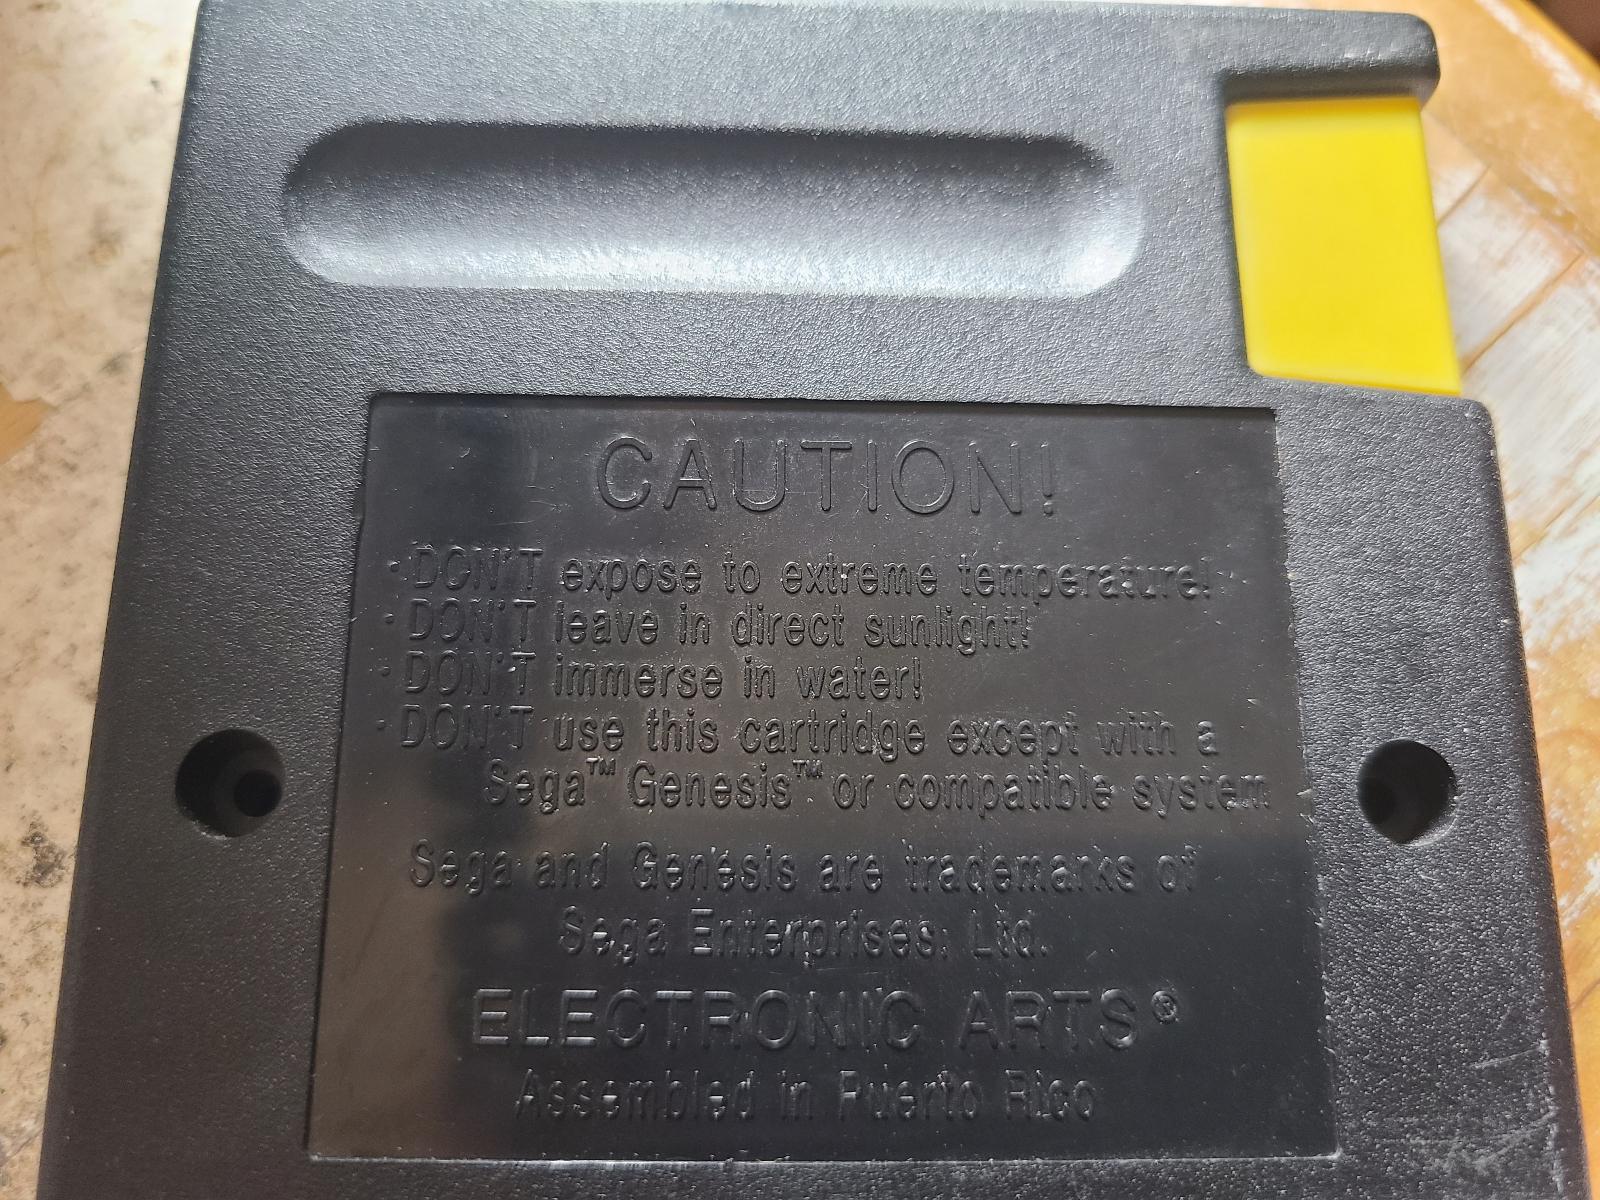 CAUTION!
· DON'T expose to extreme temperature!
· DON'T leave in direct sunlight!
· DON'T immerse in water!
· DON'T use this cartridge except with a
Sega™ Genesis™ or compatible system
Sega and Genesis are trademarks of
Sega Enterprises, Ltd.
ELECTRONIC ARTS®
Assembled in Puerto Rico